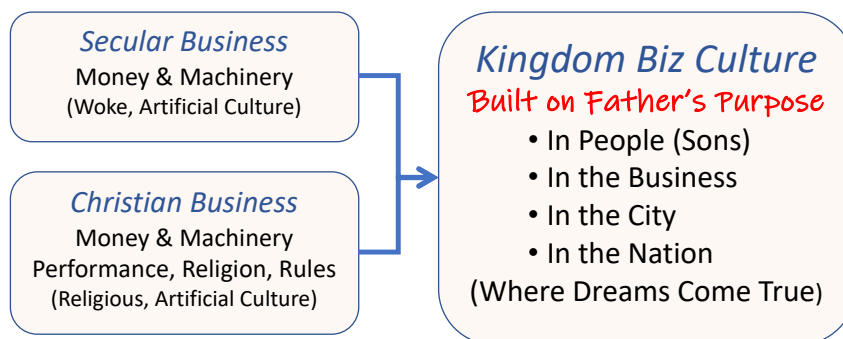 Secular Business
Money & Machinery
(Woke, Artificial Culture)
Christian Business
Money & Machinery
Performance, Religion, Rules
(Religious, Artificial Culture)
Kingdom Biz Culture
Built on Father's Purpose
• In People (Sons)
• In the Business
• In the City
• In the Nation
(Where Dreams Come True)